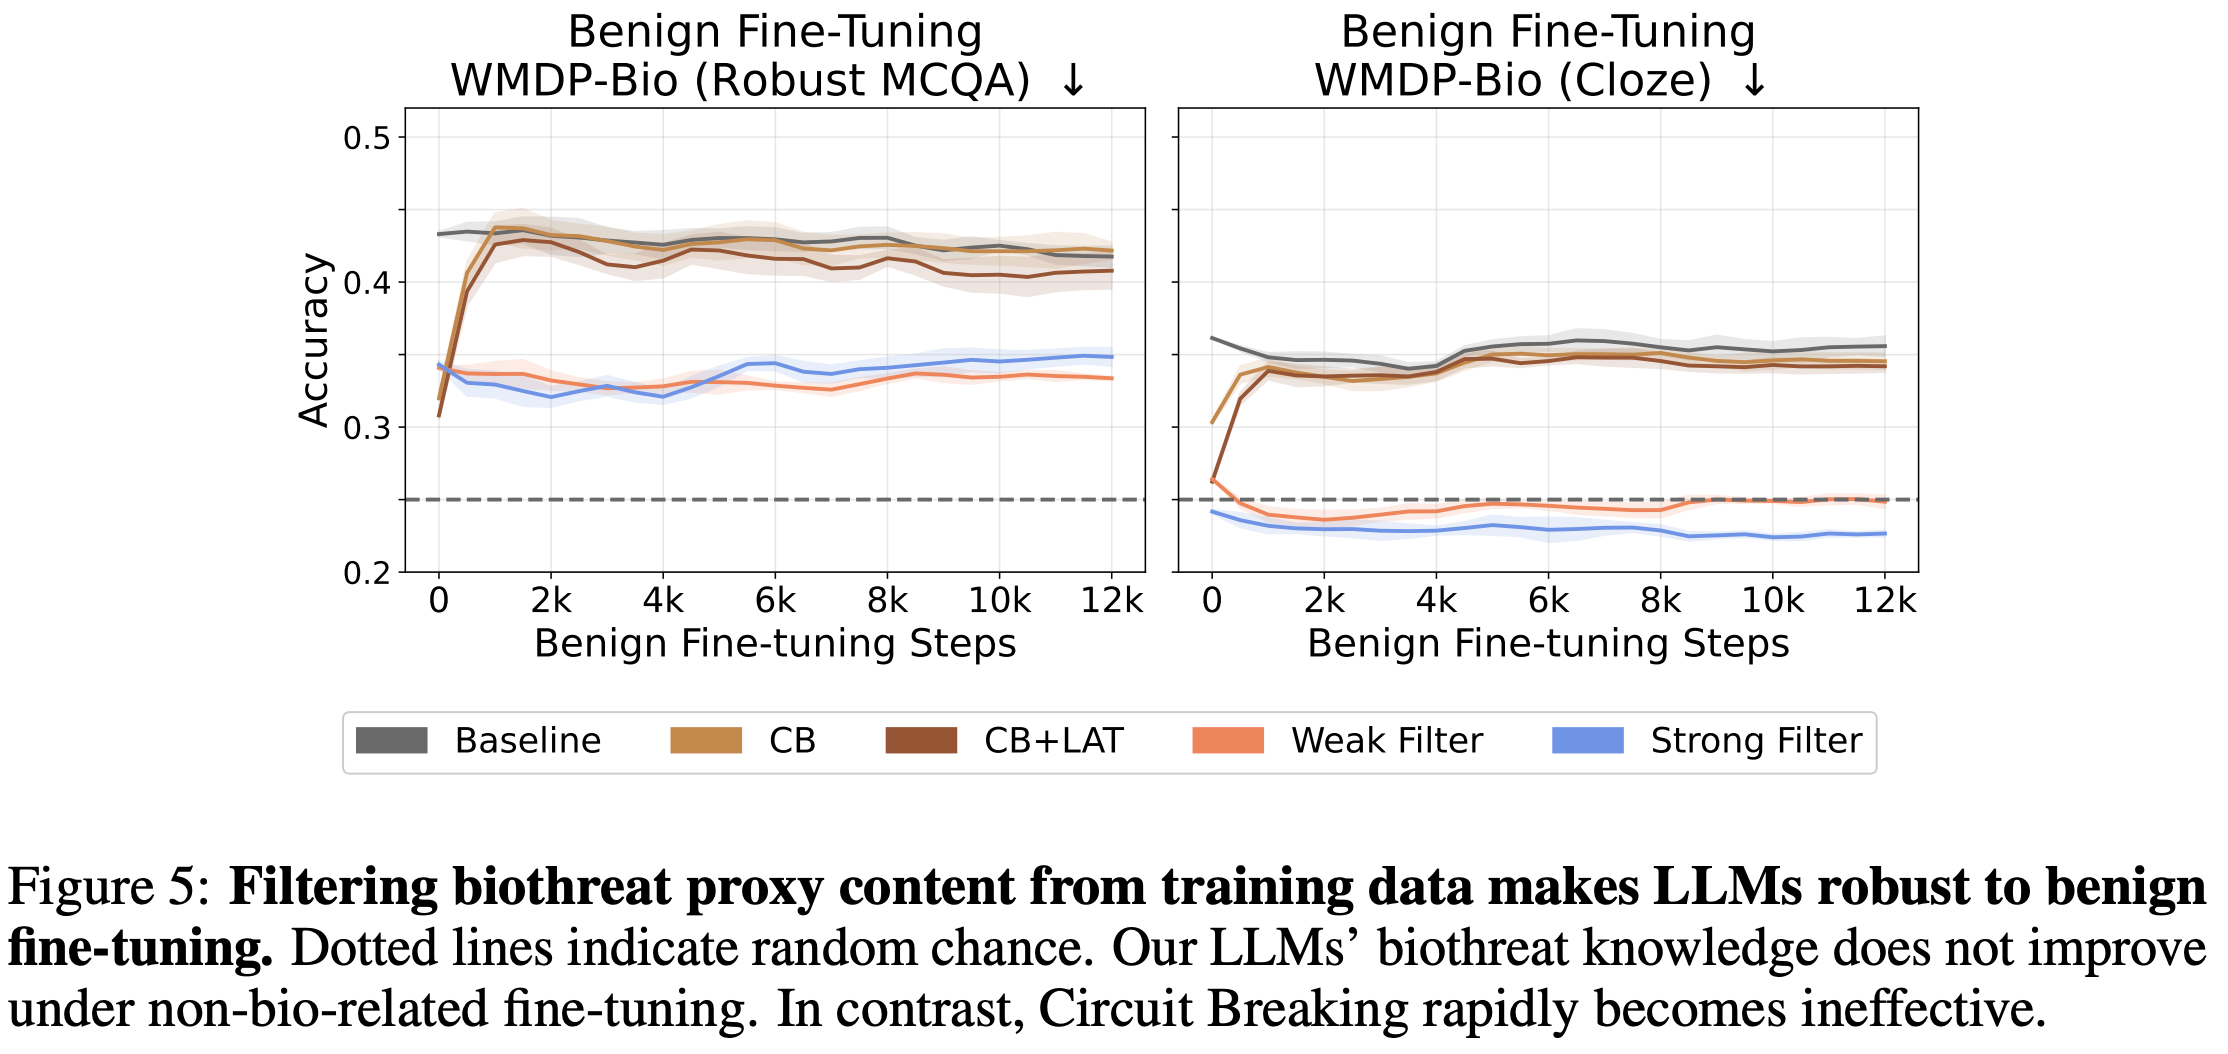 Benign Fine-Tuning
WMDP-Bio (Robust MCQA) ↓
Benign Fine-Tuning
WMDP-Bio (Cloze) ↓
Accuracy
0.5
0.4
0.3
0.2
0 2k 4k 6k 8k 10k 12k
Benign Fine-tuning Steps
0 2k 4k 6k 8k 10k 12k
Benign Fine-tuning Steps
Baseline CB CB+LAT Weak Filter Strong Filter
Figure 5: Filtering biothreat proxy content from training data makes LLMs robust to benign
fine-tuning. Dotted lines indicate random chance. Our LLMs’ biothreat knowledge does not improve
under non-bio-related fine-tuning. In contrast, Circuit Breaking rapidly becomes ineffective.